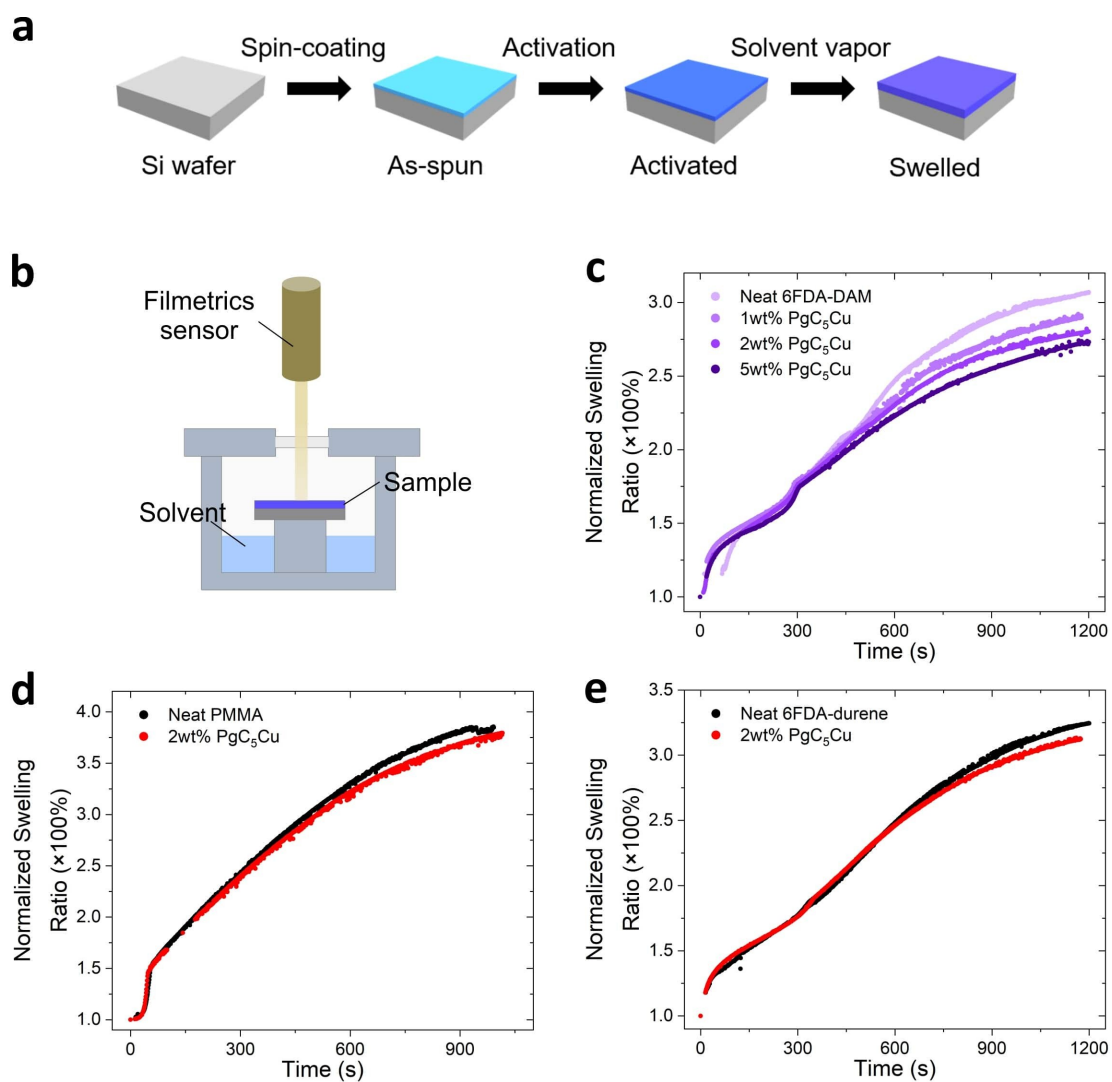 a
Spin-coating
Activation
Solvent vapor
Si wafer
As-spun
Activated
Swelled
b
Filmetrics
sensor
Sample
Solvent
c
Normalized Swelling
Ratio (×100%)
3.0
2.5
2.0
1.5
1.0
Neat 6FDA-DAM
1wt% PgC₅Cu
2wt% PgC₅Cu
5wt% PgC₅Cu
0 300 600 900 1200
Time (s)
d
Normalized Swelling
Ratio (×100%)
4.0
3.5
3.0
2.5
2.0
1.5
1.0
Neat PMMA
2wt% PgC₅Cu
0 300 600 900
Time (s)
e
Normalized Swelling
Ratio (×100%)
3.5
3.0
2.5
2.0
1.5
1.0
Neat 6FDA-durene
2wt% PgC₅Cu
0 300 600 900 1200
Time (s)